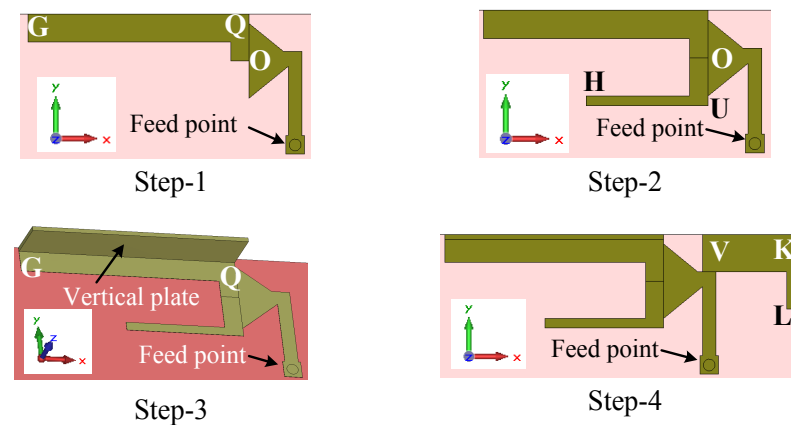 G Q
O
y
z x
Feed point
Step-1
H
O
U
y
z x
Feed point
Step-2
G Q
Vertical plate
y z
x
Feed point
Step-3
V K
L
y
z x
Feed point
Step-4